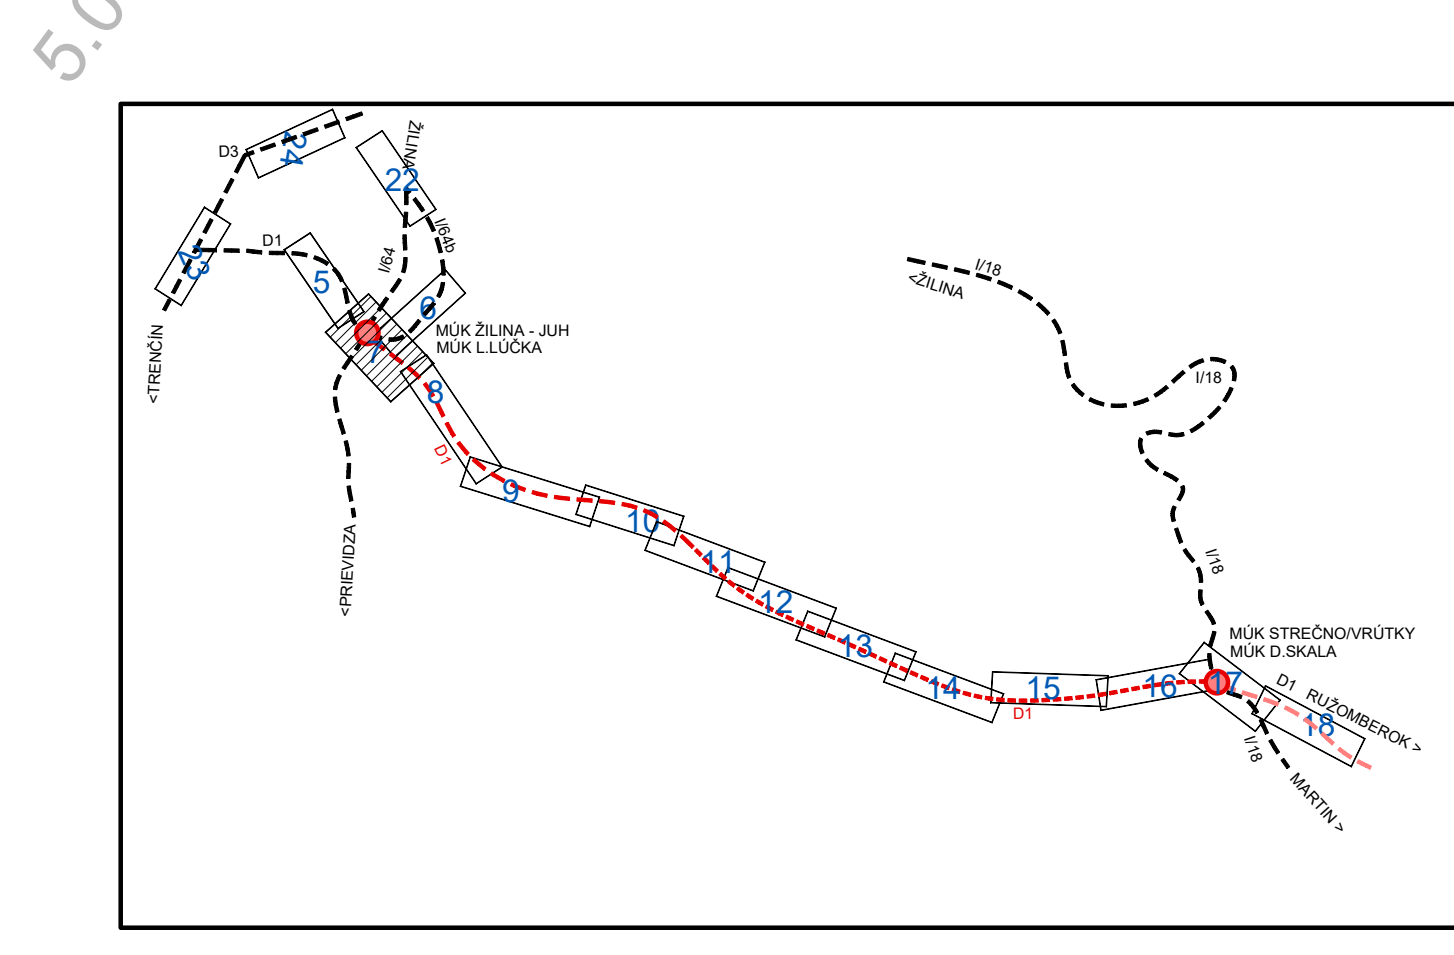 5.0
24
D3
ŽILINA
22
23
D1
I/64
I/64b
5
6
<TRENČÍN
MÚK ŽILINA - JUH
MÚK L.LÚČKA
7
8
D1
9
<PRIEVIDZA
10
11
12
13
14
15
D1
16
I/18
<ŽILINA
I/18
I/18
MÚK STREČNO/VRÚTKY
MÚK D.SKALA
17
D1 RUŽOMBEROK >
18
I/18
MARTIN >